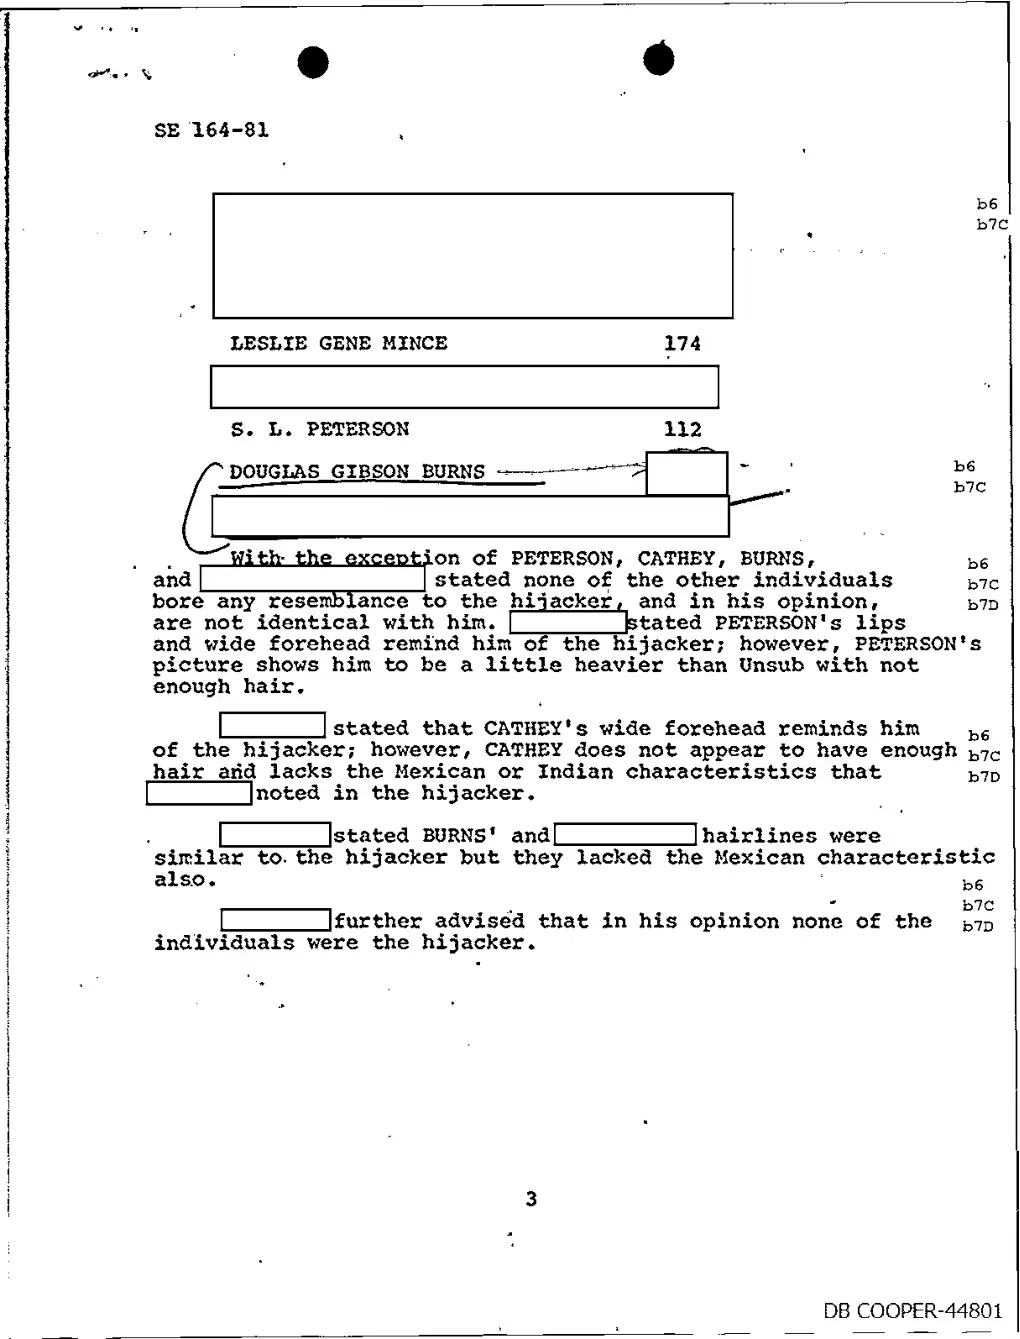 SE 164-81
b6
b7C
LESLIE GENE MINCE 174
S. L. PETERSON 112
DOUGLAS GIBSON BURNS
b6
b7C
With the exception of PETERSON, CATHEY, BURNS,
and stated none of the other individuals
bore any resemblance to the hijacker, and in his opinion,
are not identical with him. stated PETERSON's lips
and wide forehead remind him of the hijacker; however, PETERSON's
picture shows him to be a little heavier than Unsub with not
enough hair.
b6
b7C
b7D
stated that CATHEY's wide forehead reminds him
of the hijacker; however, CATHEY does not appear to have enough
hair and lacks the Mexican or Indian characteristics that
noted in the hijacker.
b6
b7C
b7D
stated BURNS' and hairlines were
similar to the hijacker but they lacked the Mexican characteristic
also.
further advised that in his opinion none of the
individuals were the hijacker.
b6
b7C
b7D
3
DB COOPER-44801